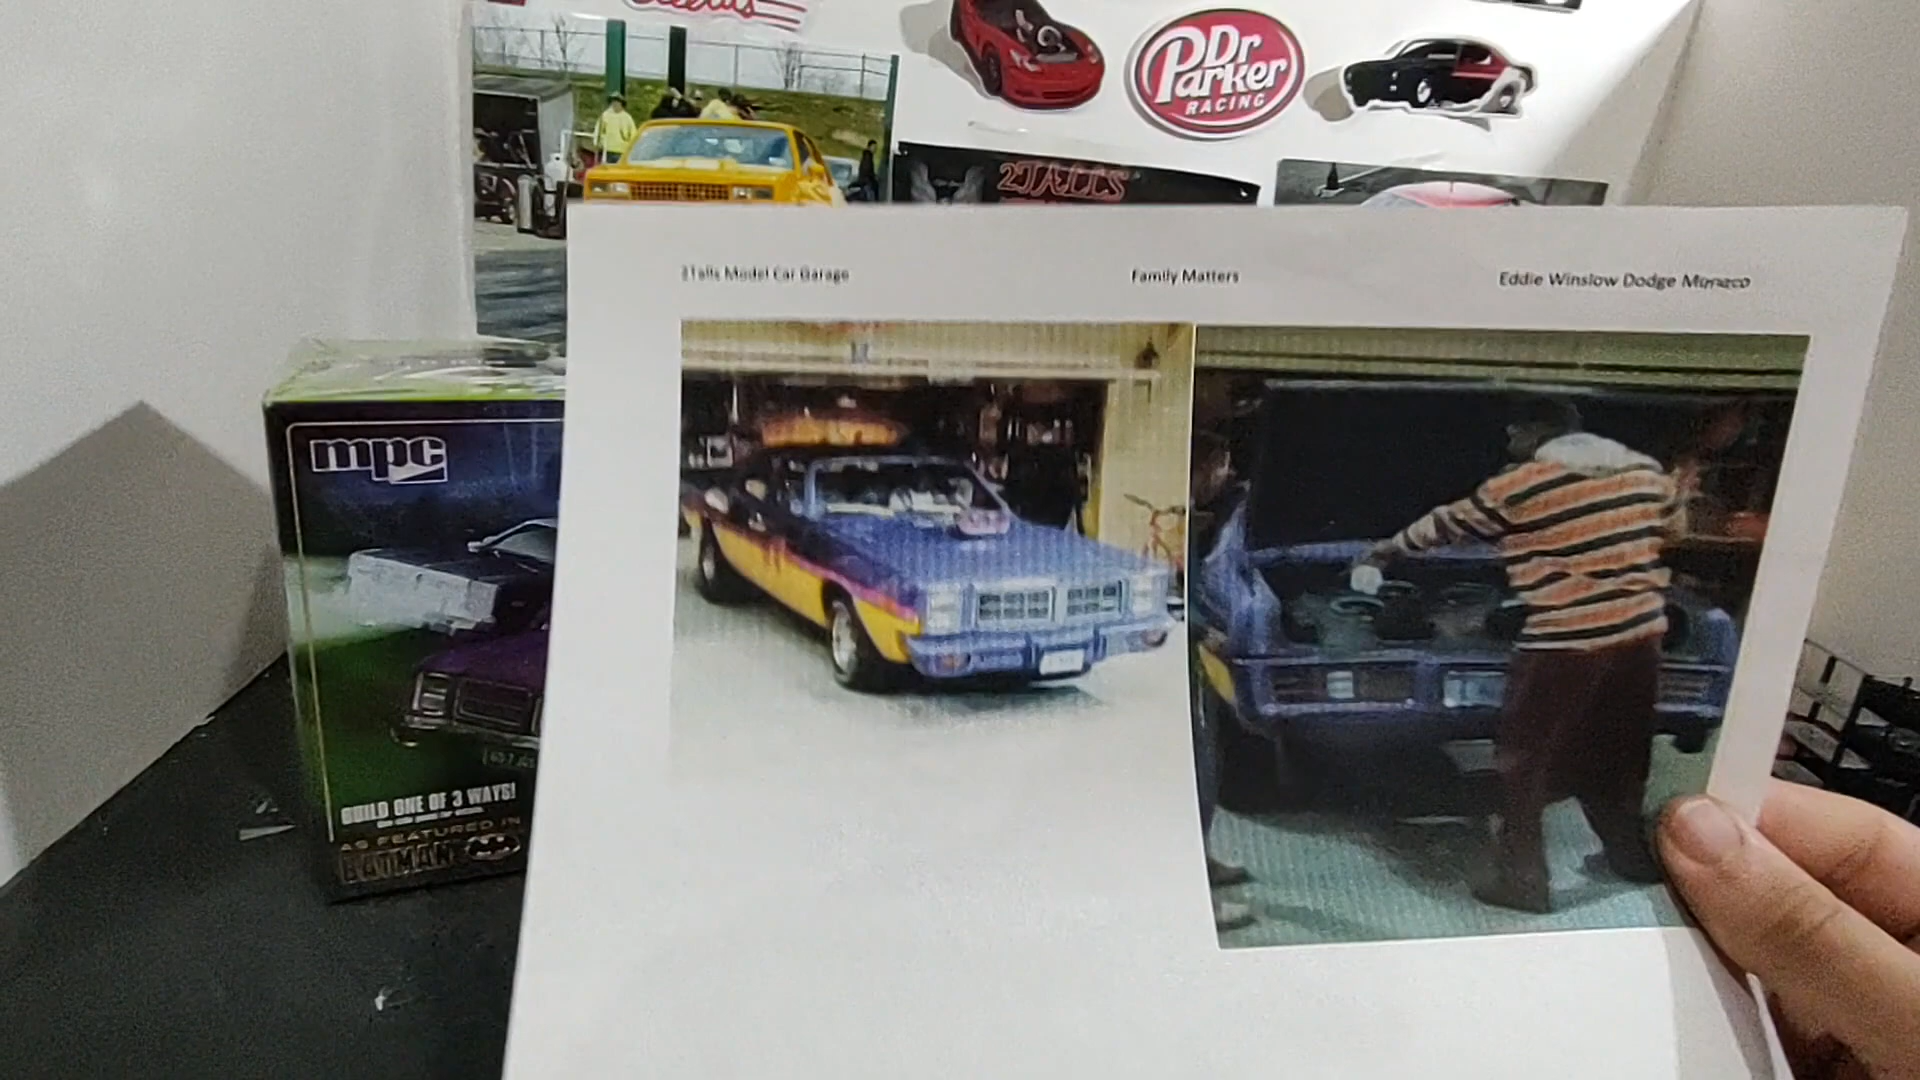 Dr
Parker
RACING
2TALLS
2Talls Model Car Garage
Family Matters
Eddie Winslow Dodge Monaco
mpc
BUILD ONE OF 3 WAYS!
AS FEATURED IN
BATMAN